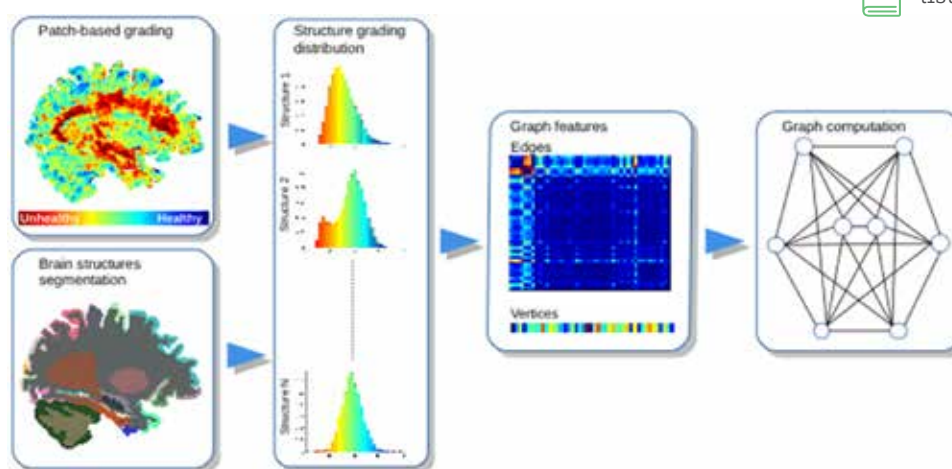 Patch-based grading
Unhealthy
Healthy
Brain structures
segmentation
Structure grading
distribution
Structure 1
Structure 2
Structure N
Graph features
Edges
Vertices
Graph computation